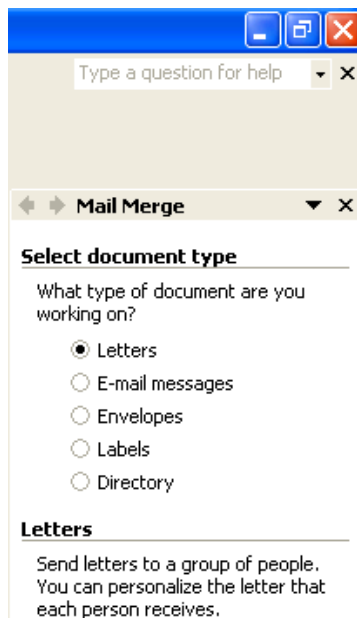 Type a question for help
Mail Merge
Select document type
What type of document are you
working on?
Letters
E-mail messages
Envelopes
Labels
Directory
Letters
Send letters to a group of people.
You can personalize the letter that
each person receives.